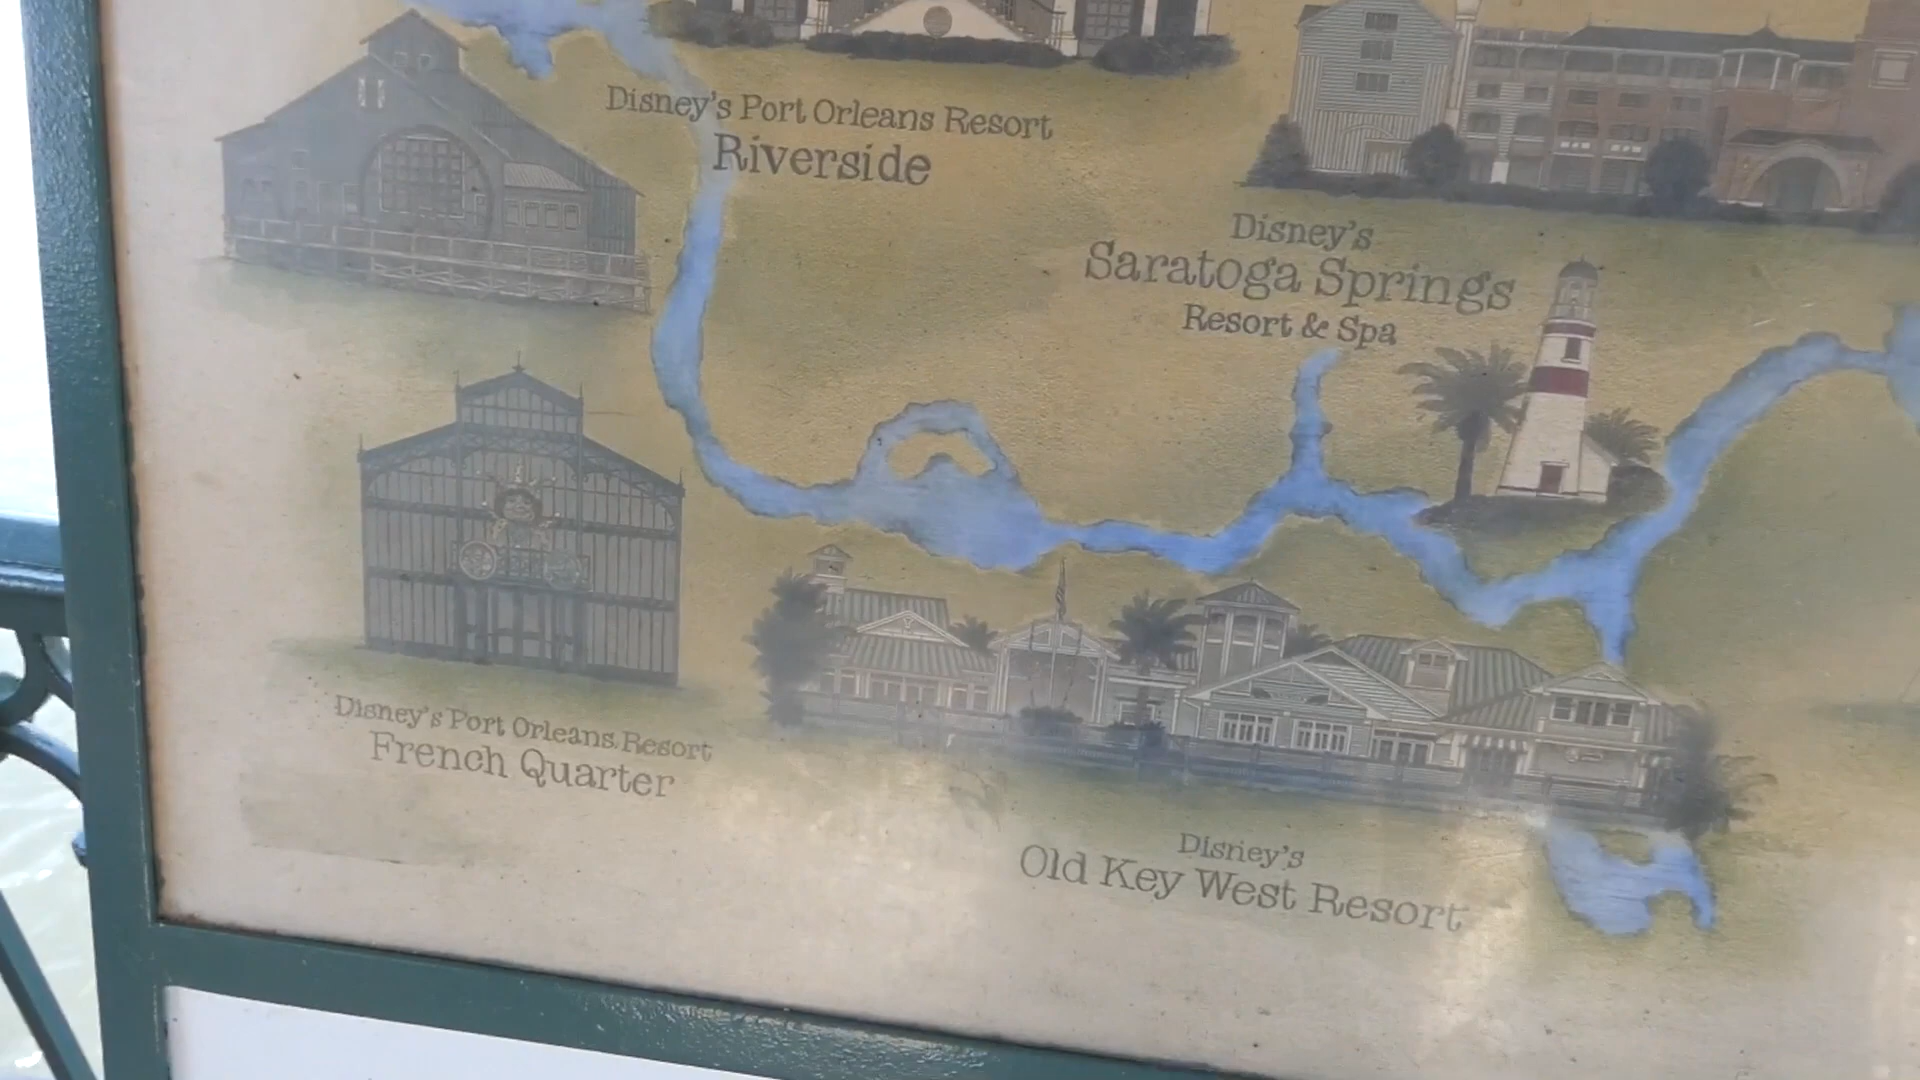 Disney's Port Orleans Resort
Riverside
Disney's
Saratoga Springs
Resort & Spa
Disney's Port Orleans Resort
French Quarter
Disney's
Old Key West Resort